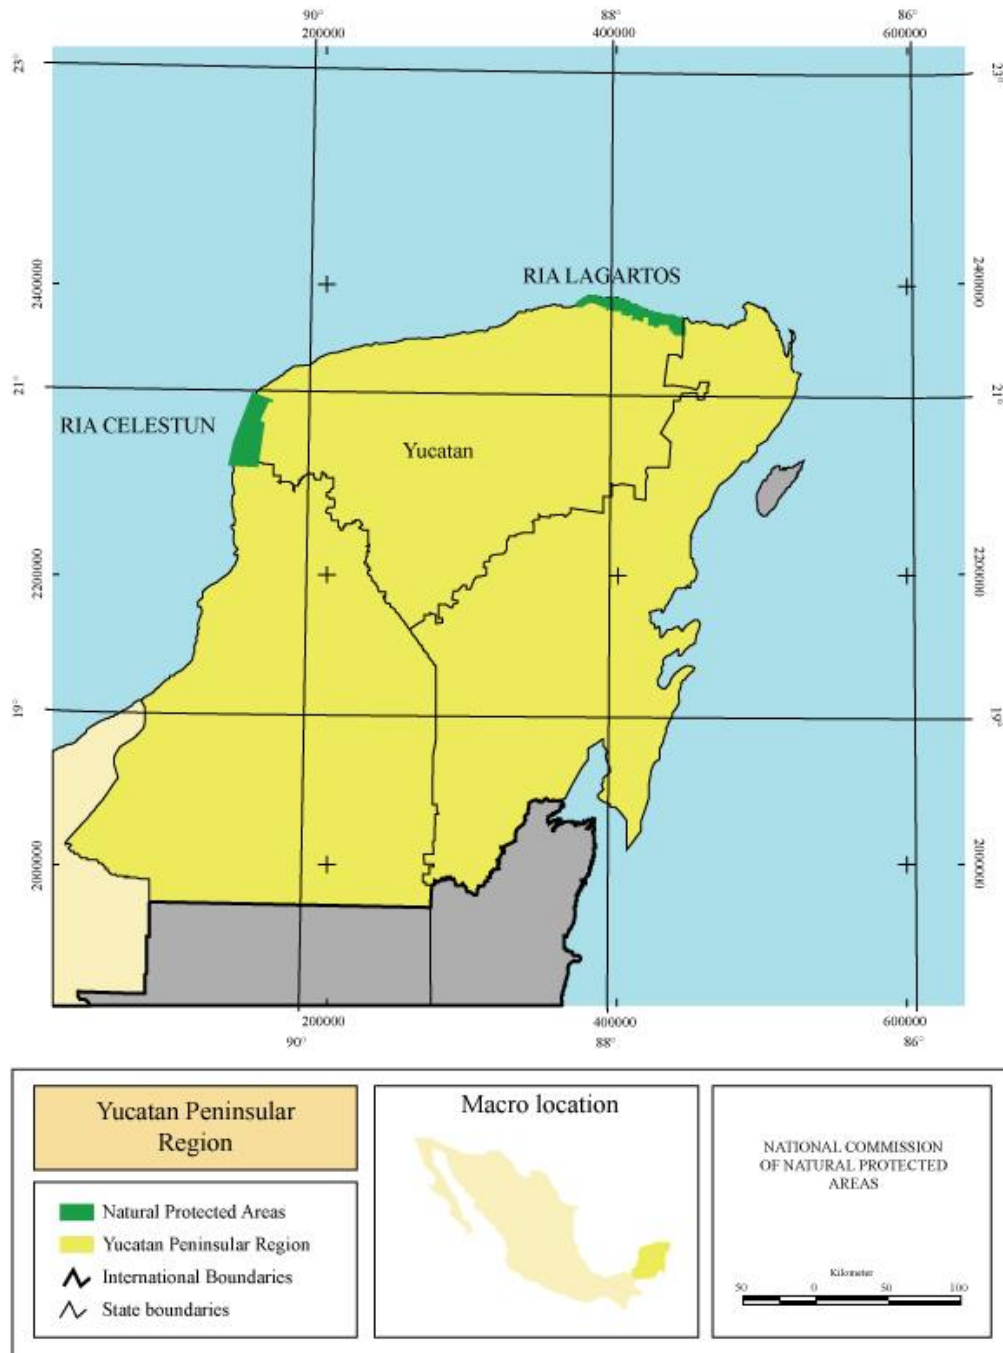 90° 88° 86°
200000 400000 600000
23° 23°
RIA LAGARTOS
2400000 2400000
21° 21°
RIA CELESTUN
Yucatan
2200000 2200000
19° 19°
2000000 2000000
200000 400000 600000
90° 88° 86°
Yucatan Peninsular
Region
Natural Protected Areas
Yucatan Peninsular Region
International Boundaries
State boundaries
Macro location
NATIONAL COMMISSION
OF NATURAL PROTECTED
AREAS
Kilometer
50 0 50 100